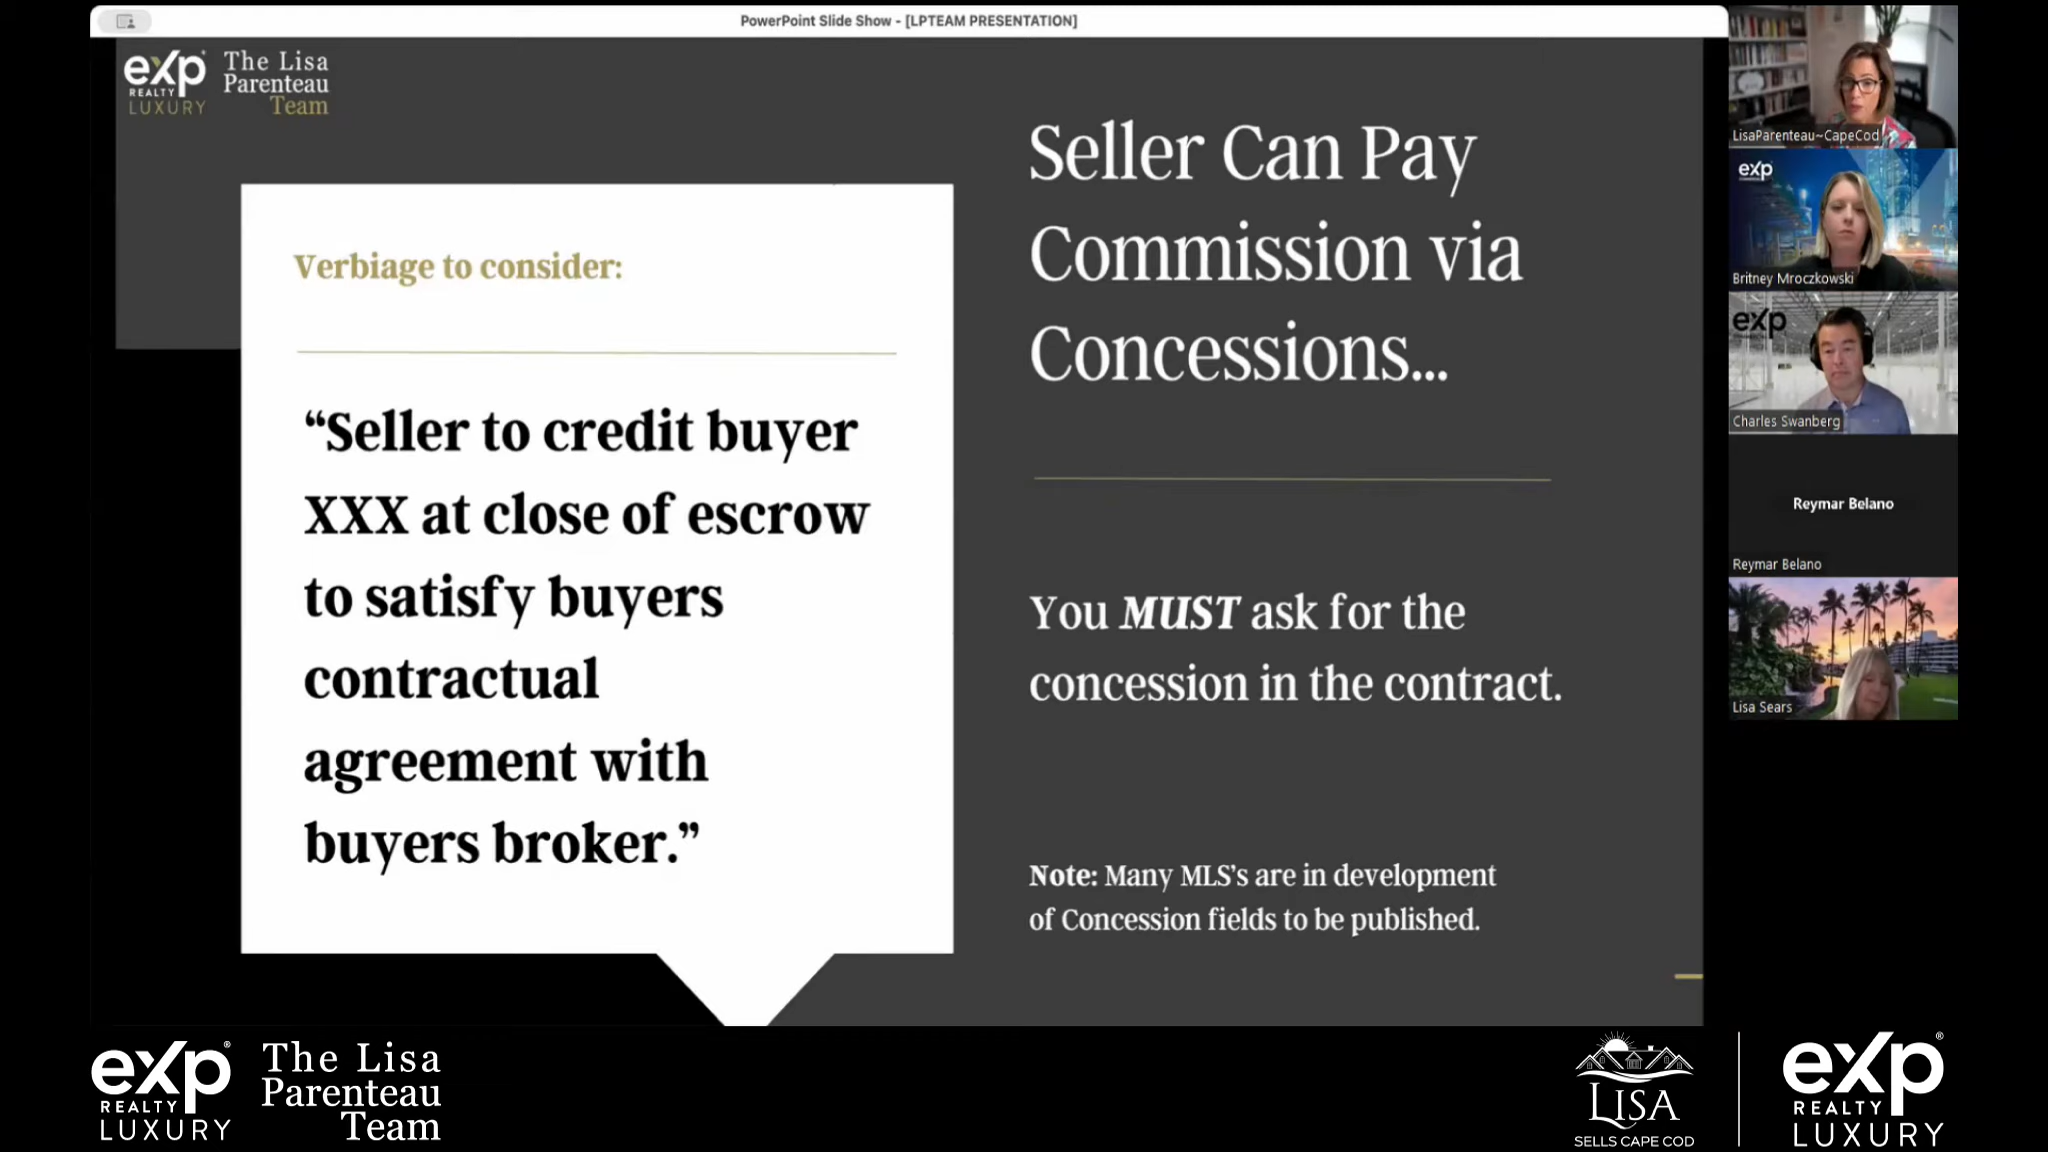 PowerPoint Slide Show - [LPTEAM PRESENTATION]
exp
REALTY
LUXURY
The Lisa
Parenteau
Team
Verbiage to consider:
“Seller to credit buyer
XXX at close of escrow
to satisfy buyers
contractual
agreement with
buyers broker.”
Seller Can Pay
Commission via
Concessions...
You MUST ask for the
concession in the contract.
Note: Many MLS's are in development
of Concession fields to be published.
LisaParenteau~CapeCod
exp
Britney Mroczkowski
exp
Charles Swanberg
Reymar Belano
Reymar Belano
Lisa Sears
exp®
REALTY
LUXURY
The Lisa
Parenteau
Team
LISA
SELLS CAPE COD
exp®
REALTY
LUXURY